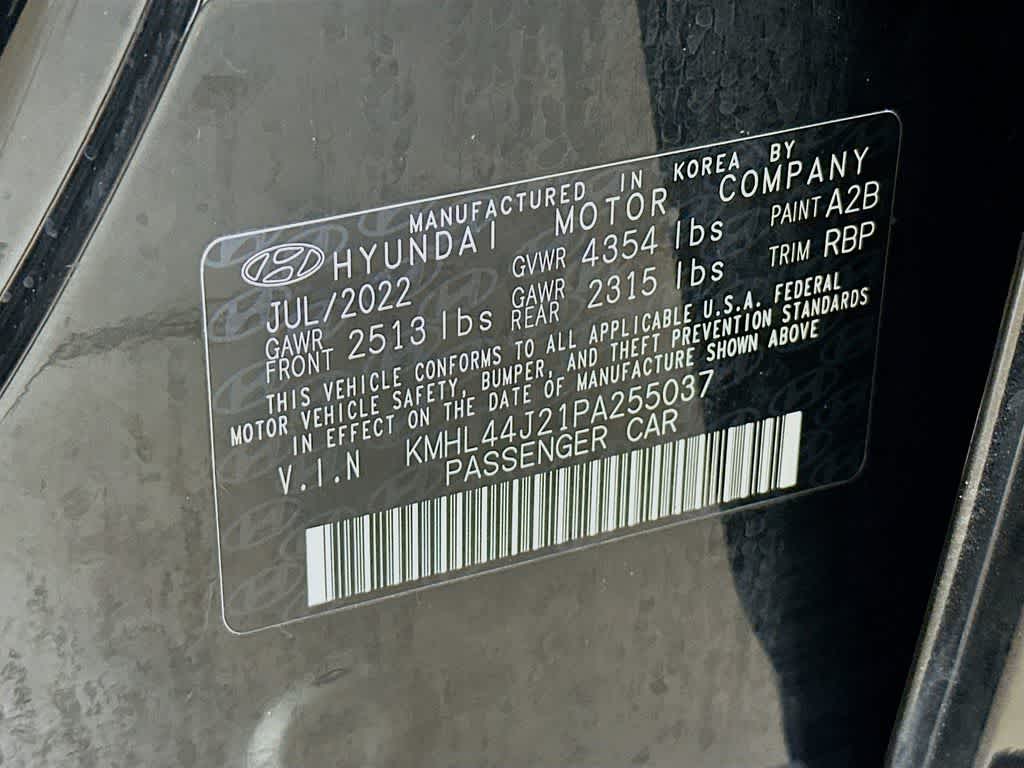 MANUFACTURED IN KOREA BY
HYUNDAI MOTOR COMPANY
JUL/2022 GVWR 4354 lbs PAINT A2B
GAWR FRONT 2513 lbs GAWR REAR 2315 lbs TRIM RBP
THIS VEHICLE CONFORMS TO ALL APPLICABLE U.S.A. FEDERAL
MOTOR VEHICLE SAFETY, BUMPER, AND THEFT PREVENTION STANDARDS
IN EFFECT ON THE DATE OF MANUFACTURE SHOWN ABOVE
V.I.N KMHL44J21PA255037
PASSENGER CAR